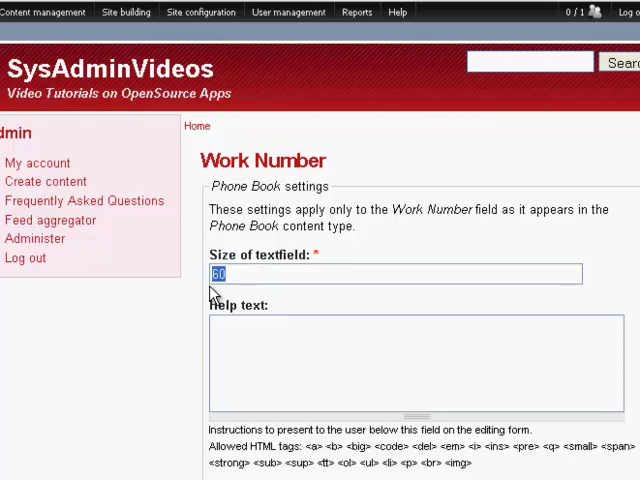 Content management Site building Site configuration User management Reports Help 0 / 1 Log o
SysAdminVideos
Video Tutorials on OpenSource Apps
Searc
dmin
My account
Create content
Frequently Asked Questions
Feed aggregator
Administer
Log out
Home
Work Number
Phone Book settings
These settings apply only to the Work Number field as it appears in the
Phone Book content type.
Size of textfield: *
60
Help text:
Instructions to present to the user below this field on the editing form.
Allowed HTML tags: <a> <b> <big> <code> <del> <em> <i> <ins> <pre> <q> <small> <span>
<strong> <sub> <sup> <tt> <ol> <ul> <li> <p> <br> <img>